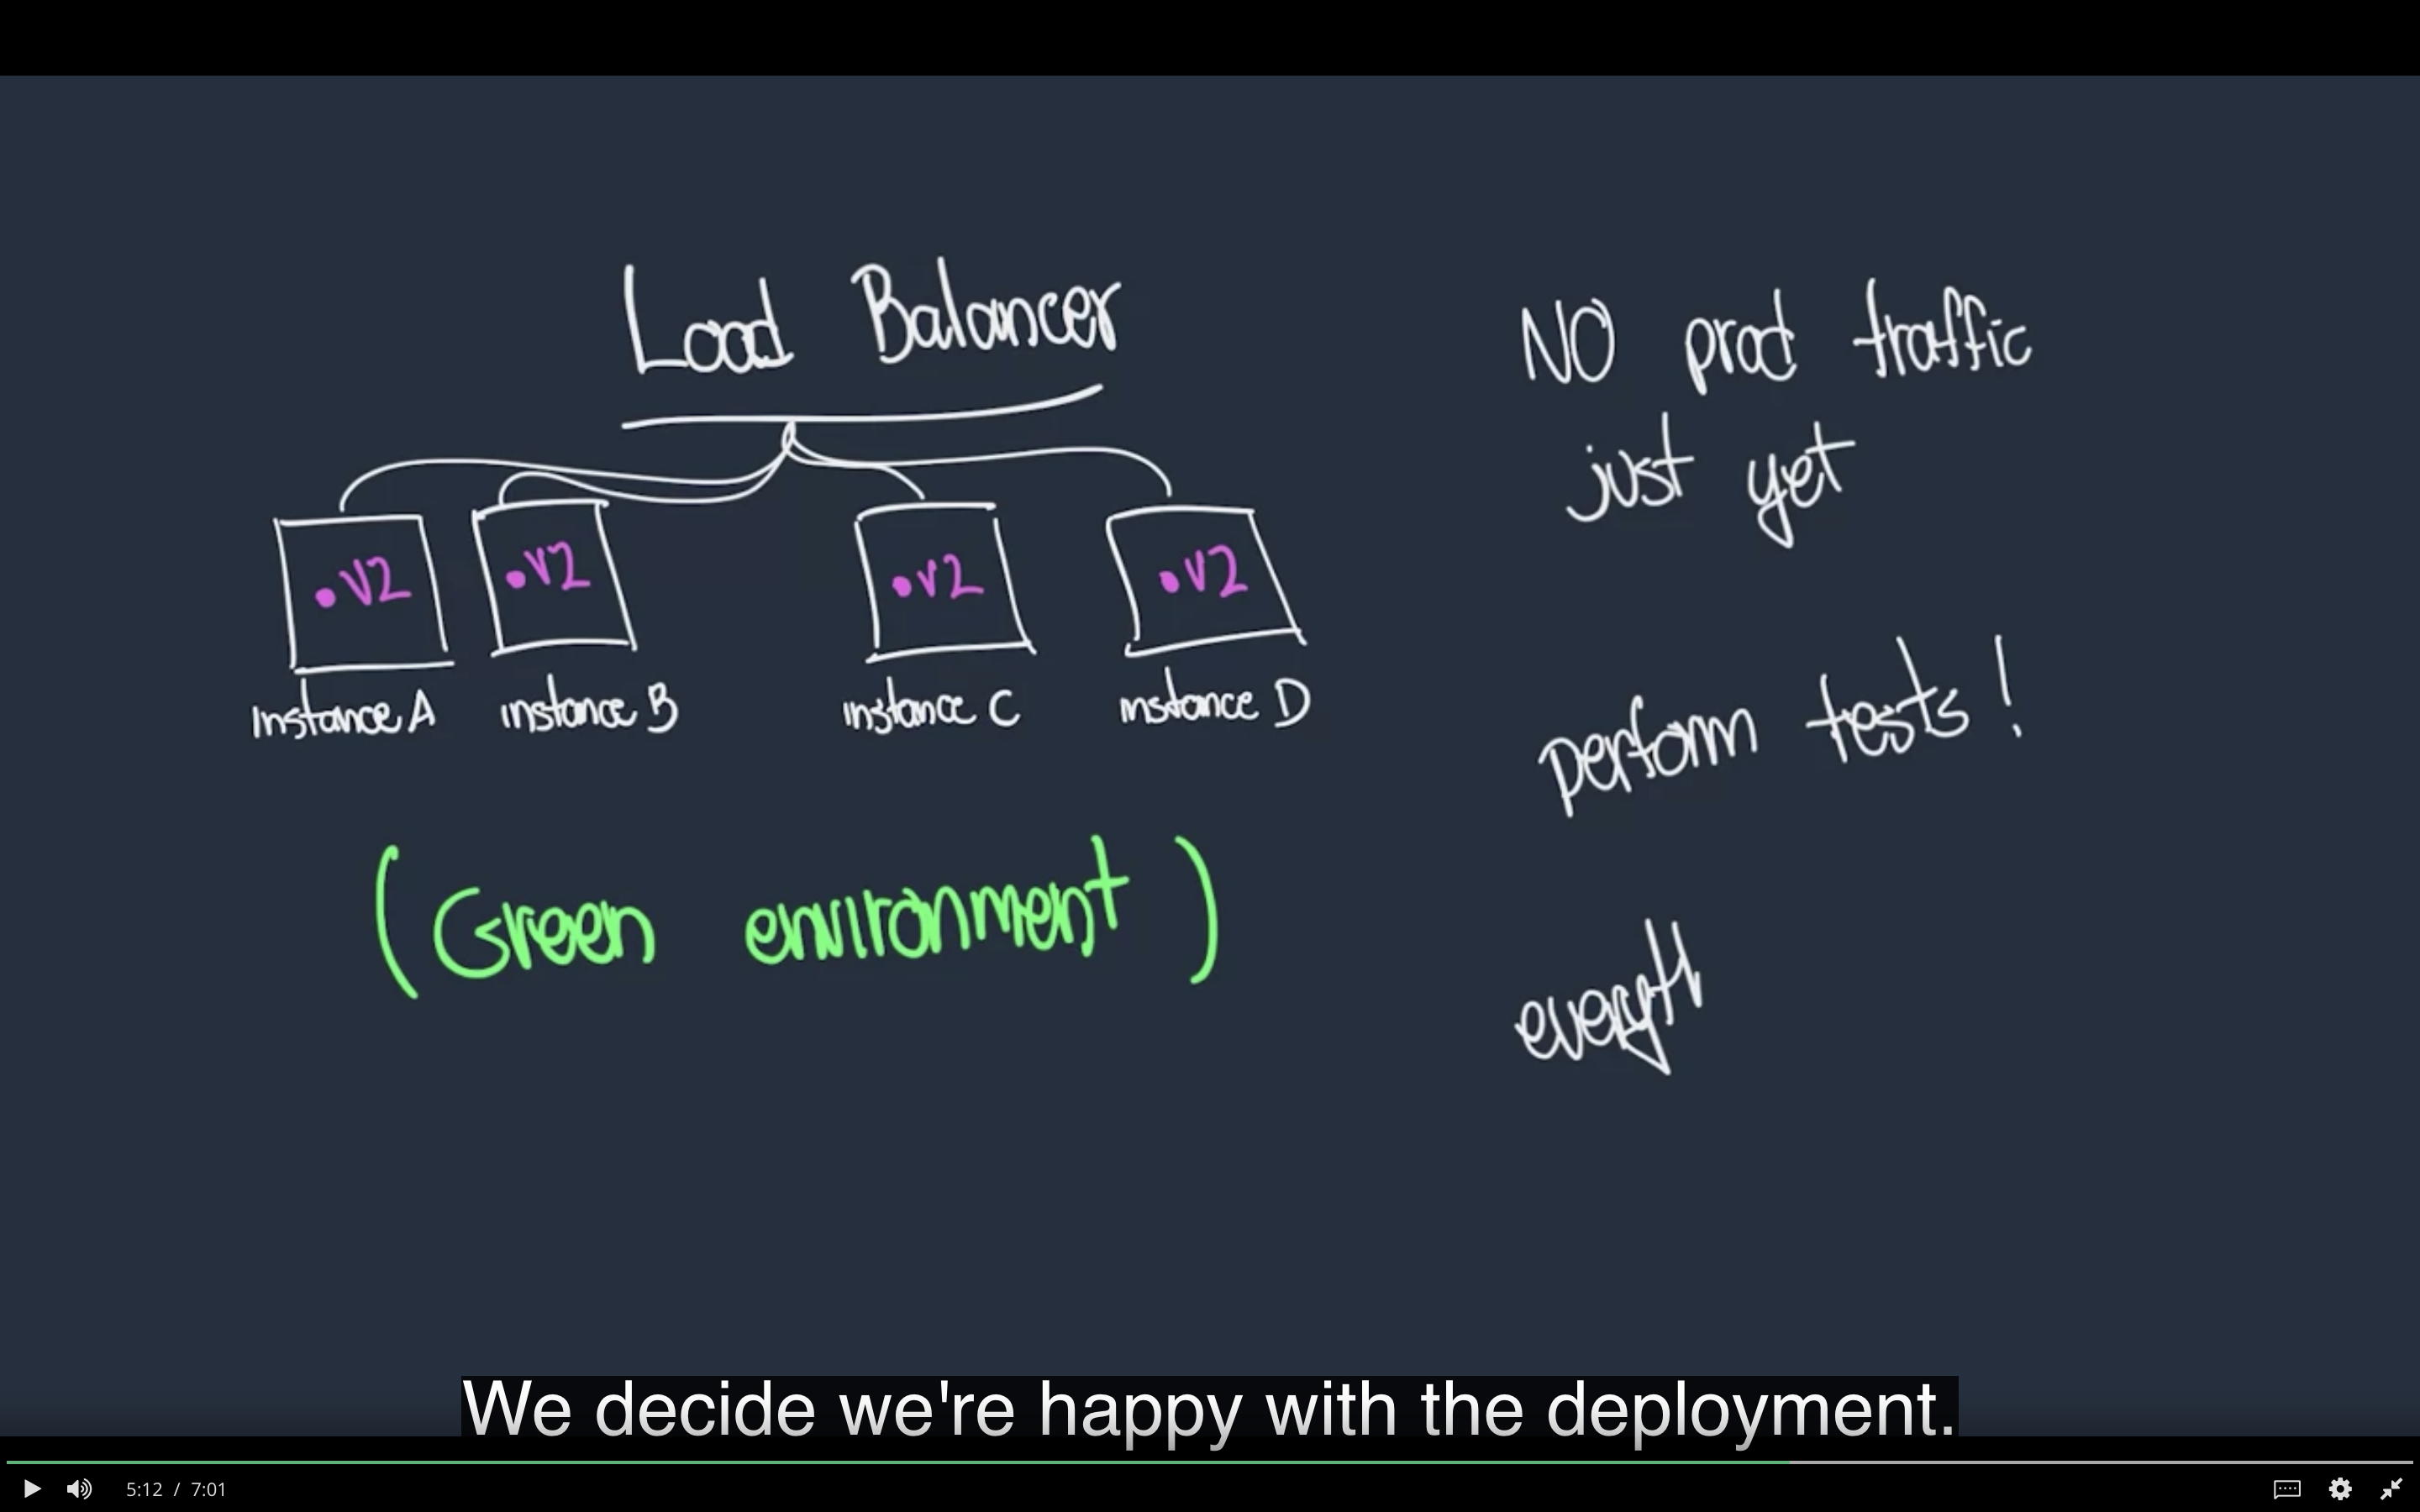 Load Balancer
NO prod traffic
just yet
•V2 •V2 •V2 •V2
instance A instance B instance C instance D
perform tests!
(Green environment)
everyth
We decide we're happy with the deployment.
5:12 / 7:01